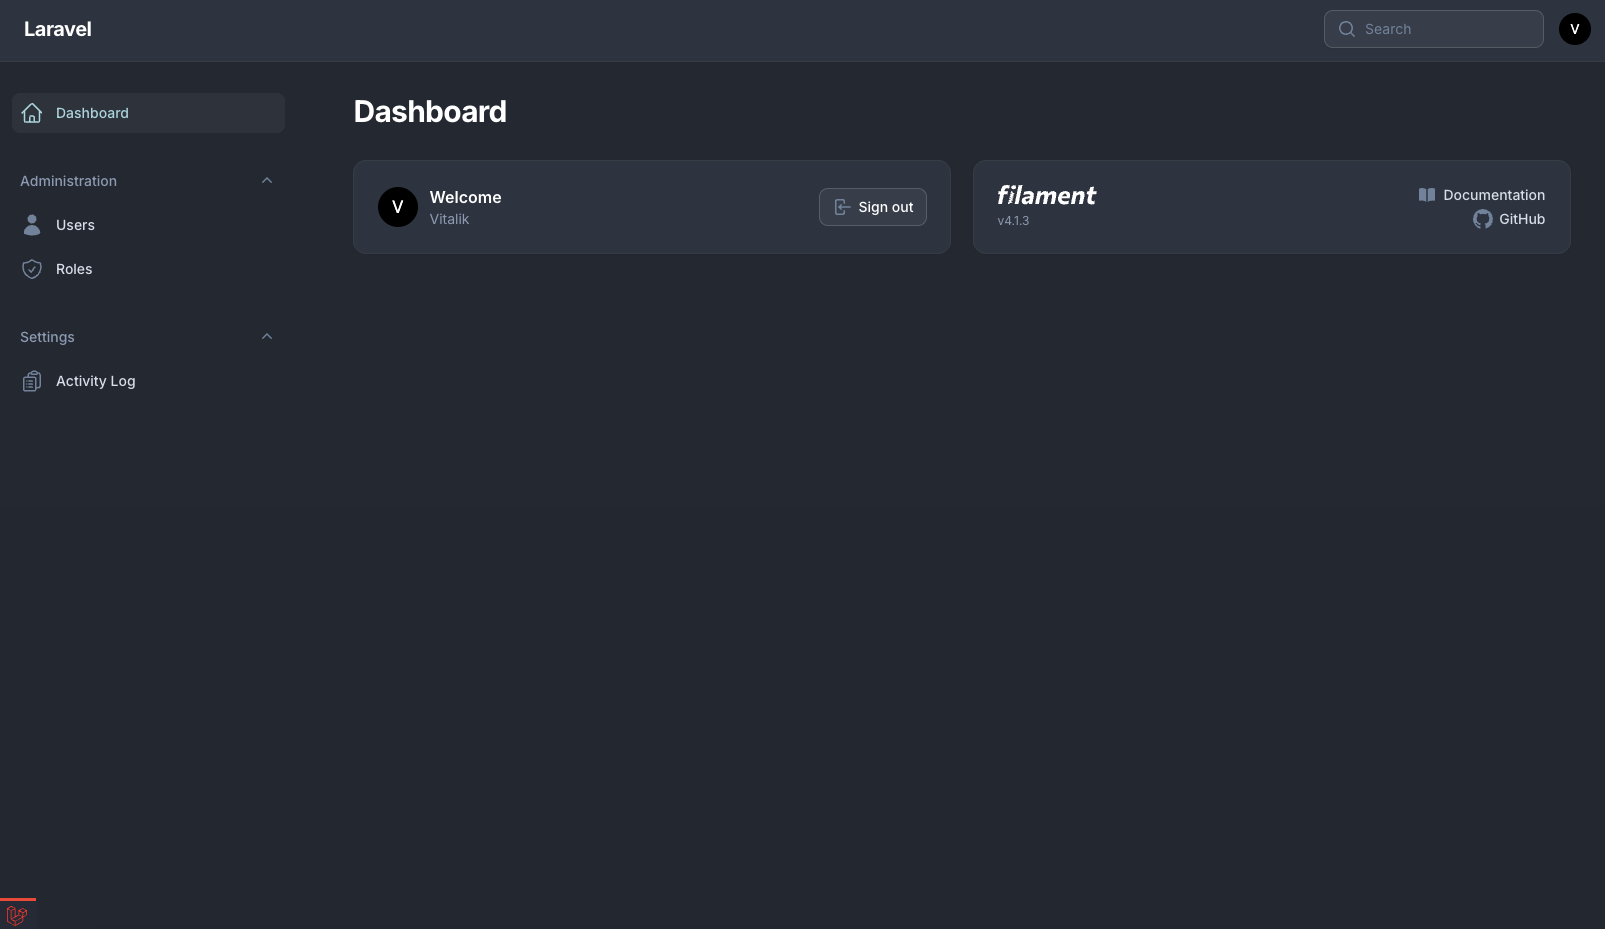 Laravel
Search
V
Dashboard
Administration
Users
Roles
Settings
Activity Log
Dashboard
V
Welcome
Vitalik
Sign out
filament
v4.1.3
Documentation
GitHub